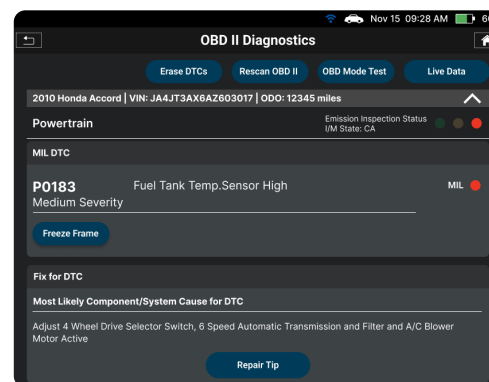 Nov 15 09:28 AM
OBD II Diagnostics
Erase DTCs Rescan OBD II OBD Mode Test Live Data
2010 Honda Accord | VIN: JA4JT3AX6AZ603017 | ODO: 12345 miles
Powertrain
Emission Inspection Status
I/M State: CA
MIL DTC
P0183 Fuel Tank Temp.Sensor High MIL
Medium Severity
Freeze Frame
Fix for DTC
Most Likely Component/System Cause for DTC
Adjust 4 Wheel Drive Selector Switch, 6 Speed Automatic Transmission and Filter and A/C Blower
Motor Active
Repair Tip